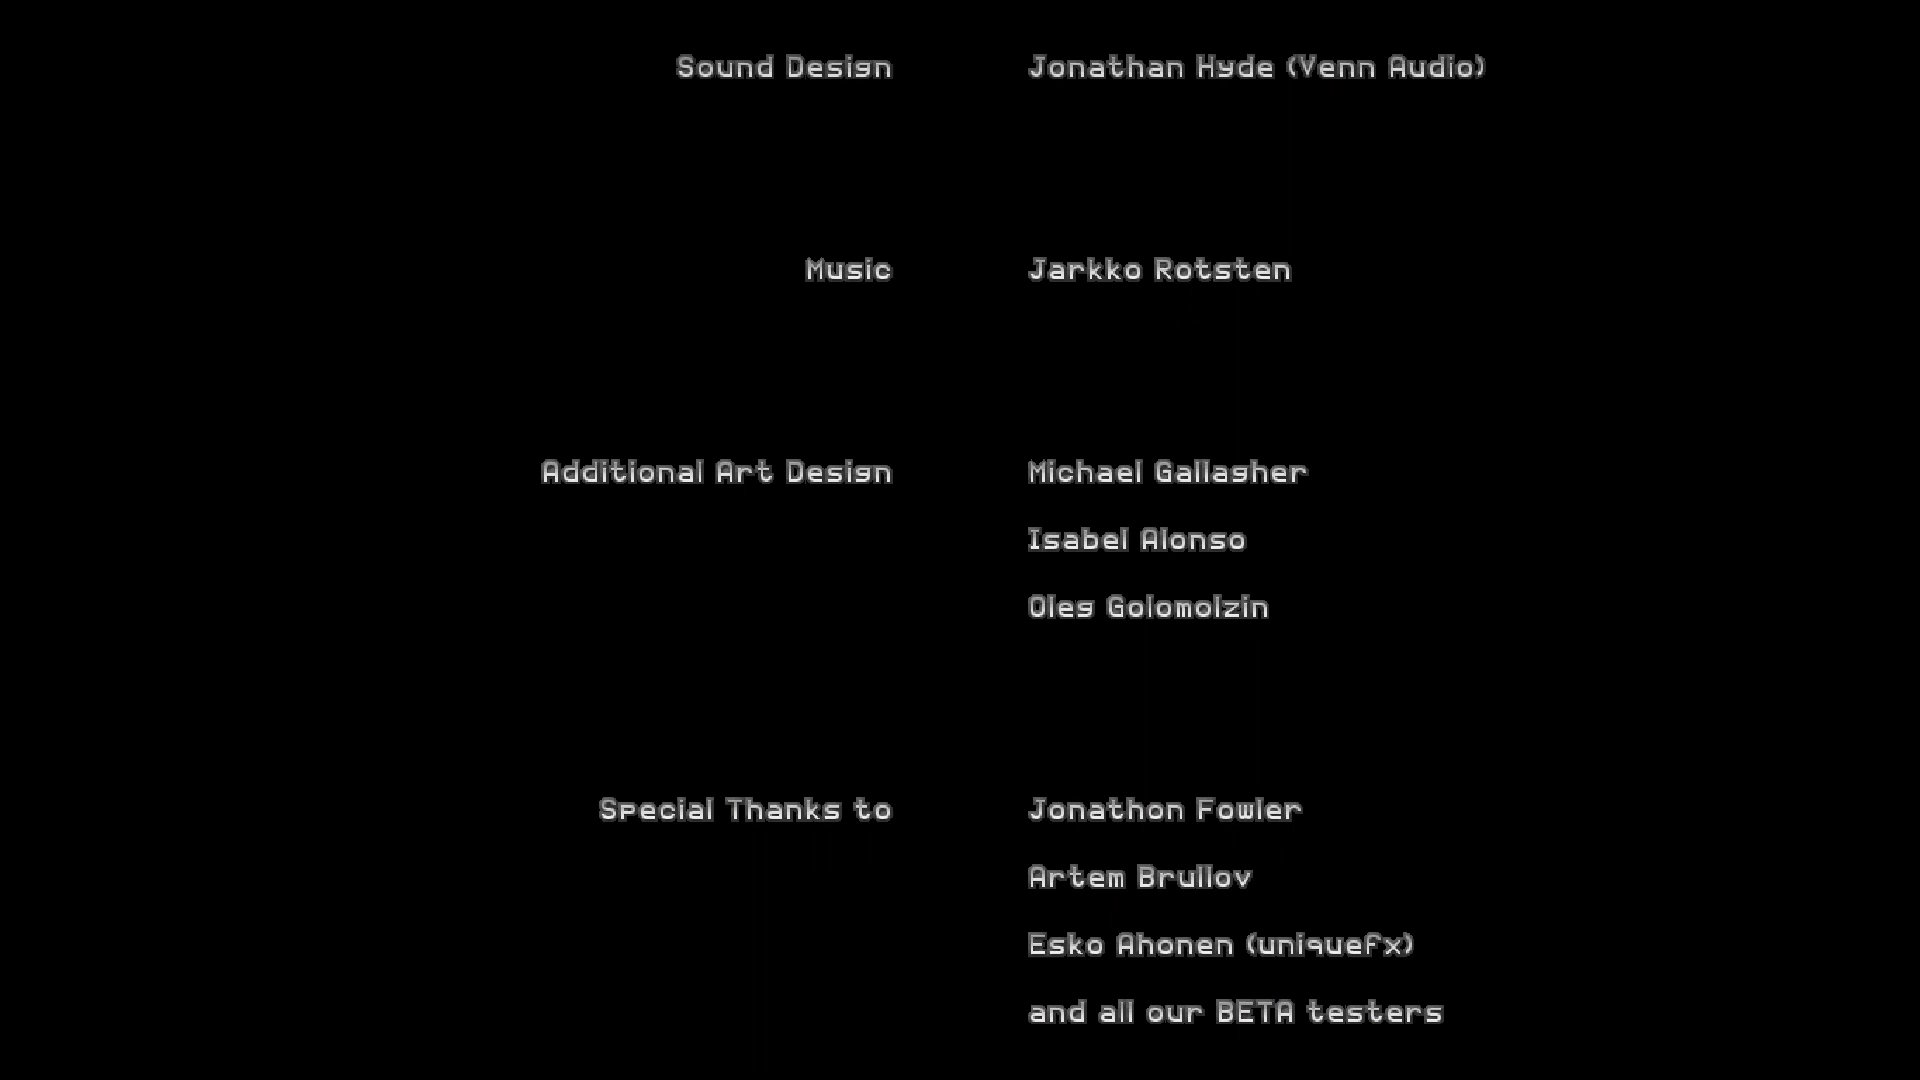 Sound Design Jonathan Hyde (Venn Audio)
Music Jarkko Rotsten
Additional Art Design Michael Gallagher
Isabel Alonso
Oleg Golomolzin
Special Thanks to Jonathon Fowler
Artem Brullov
Esko Ahonen (uniquefx)
and all our BETA testers